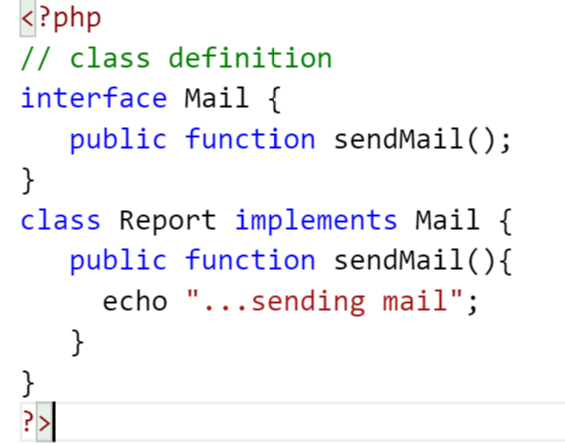 <?php
// class definition
interface Mail {
   public function sendMail();
}
class Report implements Mail {
   public function sendMail(){
     echo "...sending mail";
   }
}
?>